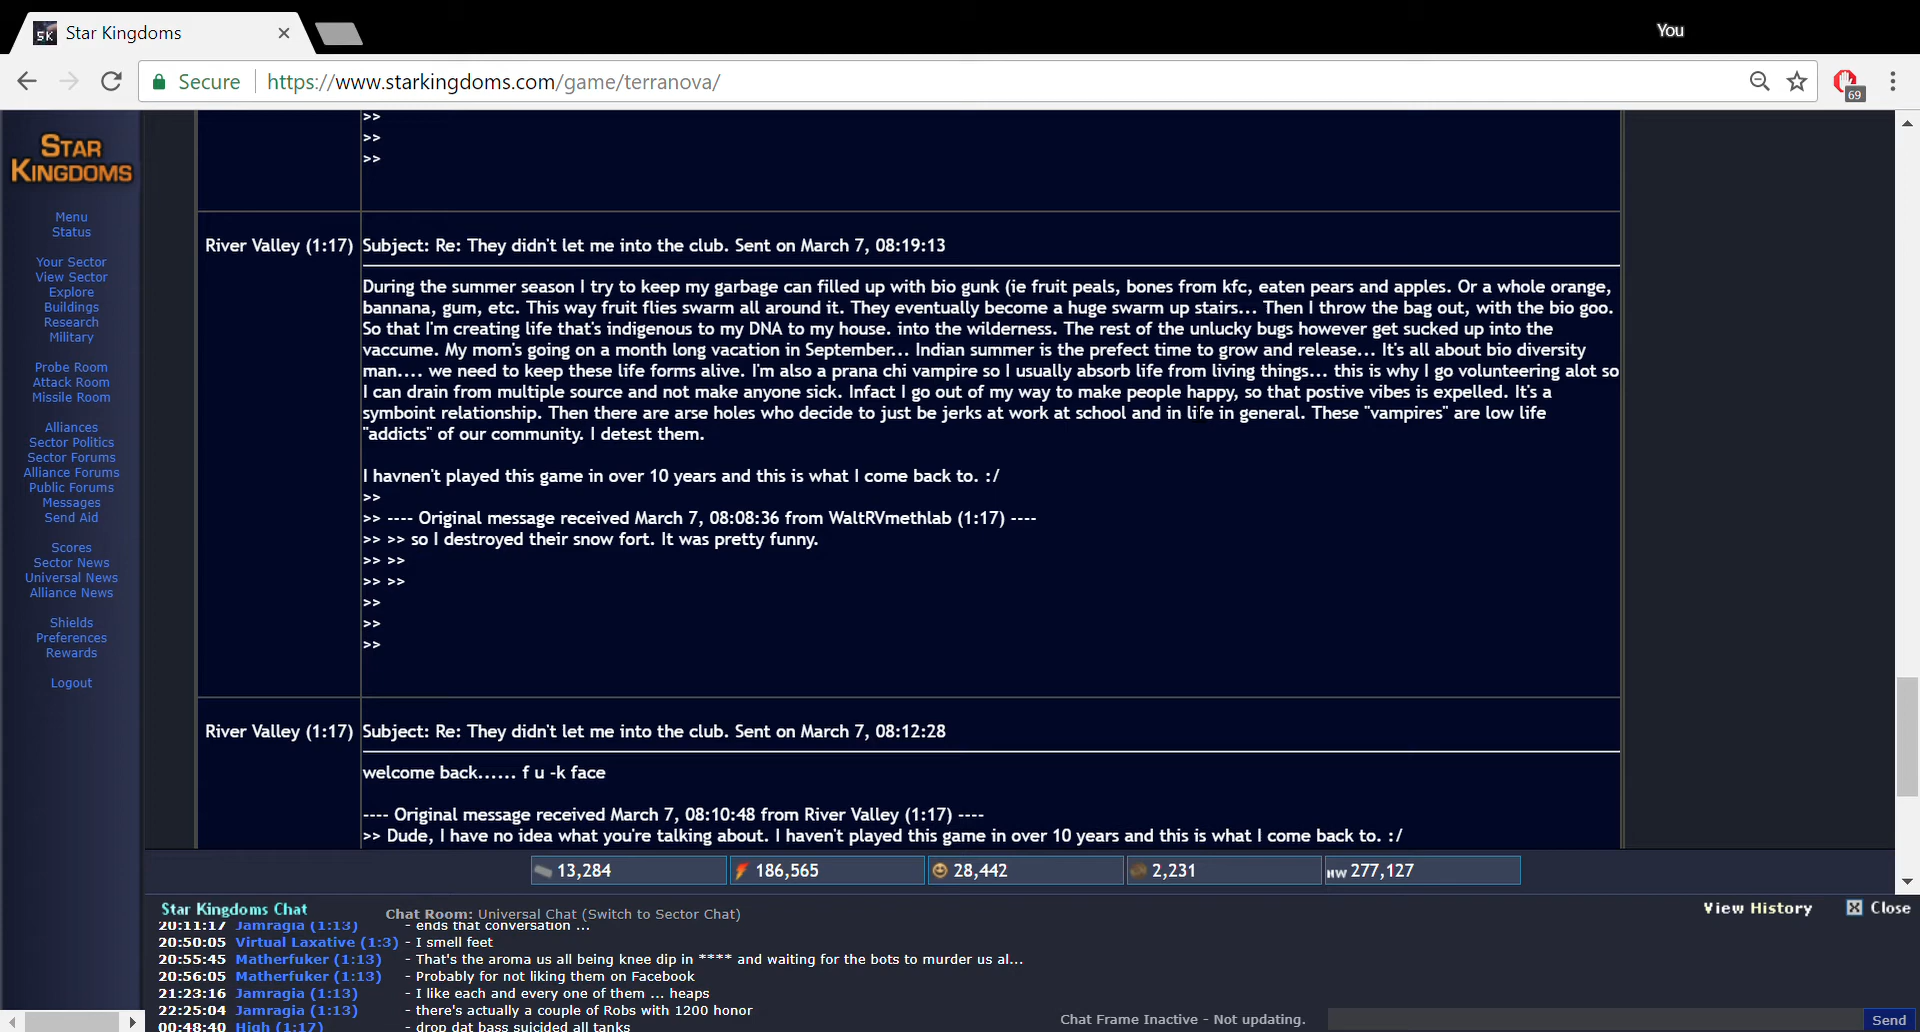 Star Kingdoms
You
Secure https://www.starkingdoms.com/game/terranova/
69
STAR
KINGDOMS
Menu
Status
Your Sector
View Sector
Explore
Buildings
Research
Military
Probe Room
Attack Room
Missile Room
Alliances
Sector Politics
Sector Forums
Alliance Forums
Public Forums
Messages
Send Aid
Scores
Sector News
Universal News
Alliance News
Shields
Preferences
Rewards
Logout
>>
>>
>>
River Valley (1:17) Subject: Re: They didn't let me into the club. Sent on March 7, 08:19:13
During the summer season I try to keep my garbage can filled up with bio gunk (ie fruit peals, bones from kfc, eaten pears and apples. Or a whole orange,
bannana, gum, etc. This way fruit flies swarm all around it. They eventually become a huge swarm up stairs... Then I throw the bag out, with the bio goo.
So that I'm creating life that's indigenous to my DNA to my house. into the wilderness. The rest of the unlucky bugs however get sucked up into the
vaccume. My mom's going on a month long vacation in September... Indian summer is the prefect time to grow and release... It's all about bio diversity
man.... we need to keep these life forms alive. I'm also a prana chi vampire so I usually absorb life from living things... this is why I go volunteering alot so
I can drain from multiple source and not make anyone sick. Infact I go out of my way to make people happy, so that postive vibes is expelled. It's a
symboint relationship. Then there are arse holes who decide to just be jerks at work at school and in life in general. These "vampires" are low life
"addicts" of our community. I detest them.
I havnen't played this game in over 10 years and this is what I come back to. :/
>>
>> ---- Original message received March 7, 08:08:36 from WaltRVmethlab (1:17) ----
>> >> so I destroyed their snow fort. It was pretty funny.
>> >>
>> >>
>>
>>
>>
River Valley (1:17) Subject: Re: They didn't let me into the club. Sent on March 7, 08:12:28
welcome back...... f u -k face
---- Original message received March 7, 08:10:48 from River Valley (1:17) ----
>> Dude, I have no idea what you're talking about. I haven't played this game in over 10 years and this is what I come back to. :/
13,284 186,565 28,442 2,231 NW 277,127
Star Kingdoms Chat Chat Room: Universal Chat (Switch to Sector Chat) View History Close
20:11:17 Jamragia (1:13) - ends that conversation ...
20:50:05 Virtual Laxative (1:3) - I smell feet
20:55:45 Matherfuker (1:13) - That's the aroma us all being knee dip in **** and waiting for the bots to murder us al...
20:56:05 Matherfuker (1:13) - Probably for not liking them on Facebook
21:23:16 Jamragia (1:13) - I like each and every one of them ... heaps
22:25:04 Jamragia (1:13) - there's actually a couple of Robs with 1200 honor
00:48:40 High (1:17) - drop dat bass suicided all tanks
Chat Frame Inactive - Not updating. Send